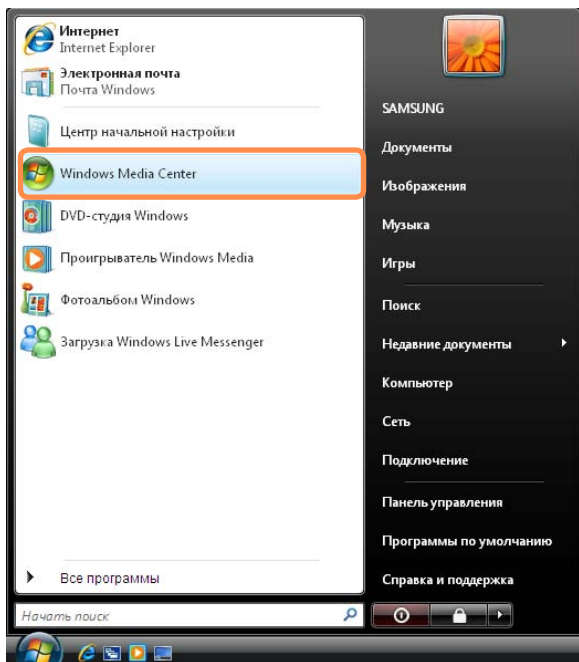 Интернет
Internet Explorer
Электронная почта
Почта Windows
Центр начальной настройки
Windows Media Center
DVD-студия Windows
Проигрыватель Windows Media
Фотоальбом Windows
Загрузка Windows Live Messenger
Все программы
Начать поиск
SAMSUNG
Документы
Изображения
Музыка
Игры
Поиск
Недавние документы
Компьютер
Сеть
Подключение
Панель управления
Программы по умолчанию
Справка и поддержка